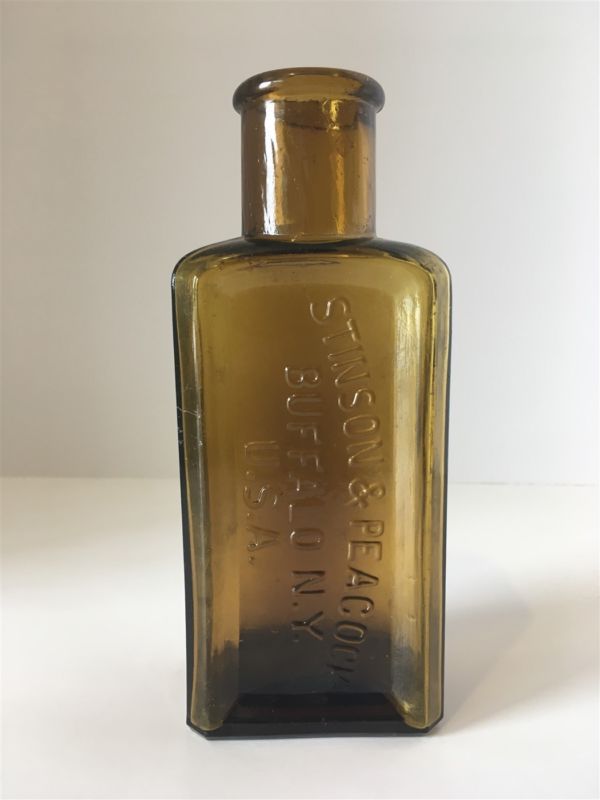 STINSON & PEACOCK
BUFFALO N.Y.
U.S.A.